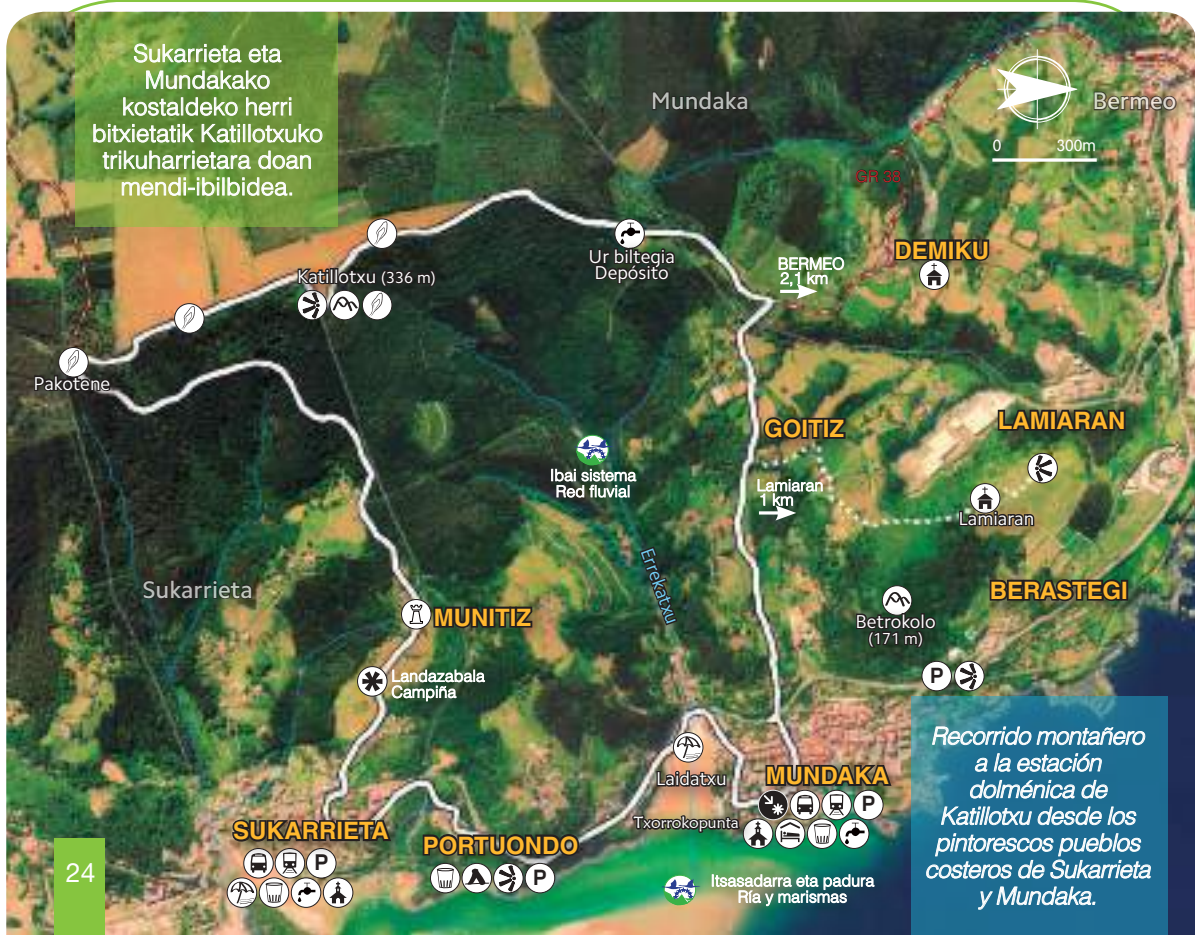 Sukarrieta eta
Mundakako
kostaldeko herri
bitxietatik Katillotxuko
trikuharrietara doan
mendi-ibilbidea.
Mundaka
Bermeo
0 300m
GR 38
DEMIKU
Ur biltegia
Depósito
BERMEO
2,1 km
Katillotxu (336 m)
Pakotene
GOITIZ
LAMIARAN
Ibai sistema
Red fluvial
Lamiaran
1 km
Lamiaran
Errekatxu
Sukarrieta
BERASTEGI
MUNITIZ
Betrokolo
(171 m)
Landazabala
Campiña
P
Laidatxu
MUNDAKA
P
Txorrokopunta
SUKARRIETA
P
PORTUONDO
P
Itsasadarra eta padura
Ría y marismas
Recorrido montañero
a la estación
dolménica de
Katillotxu desde los
pintorescos pueblos
costeros de Sukarrieta
y Mundaka.
24